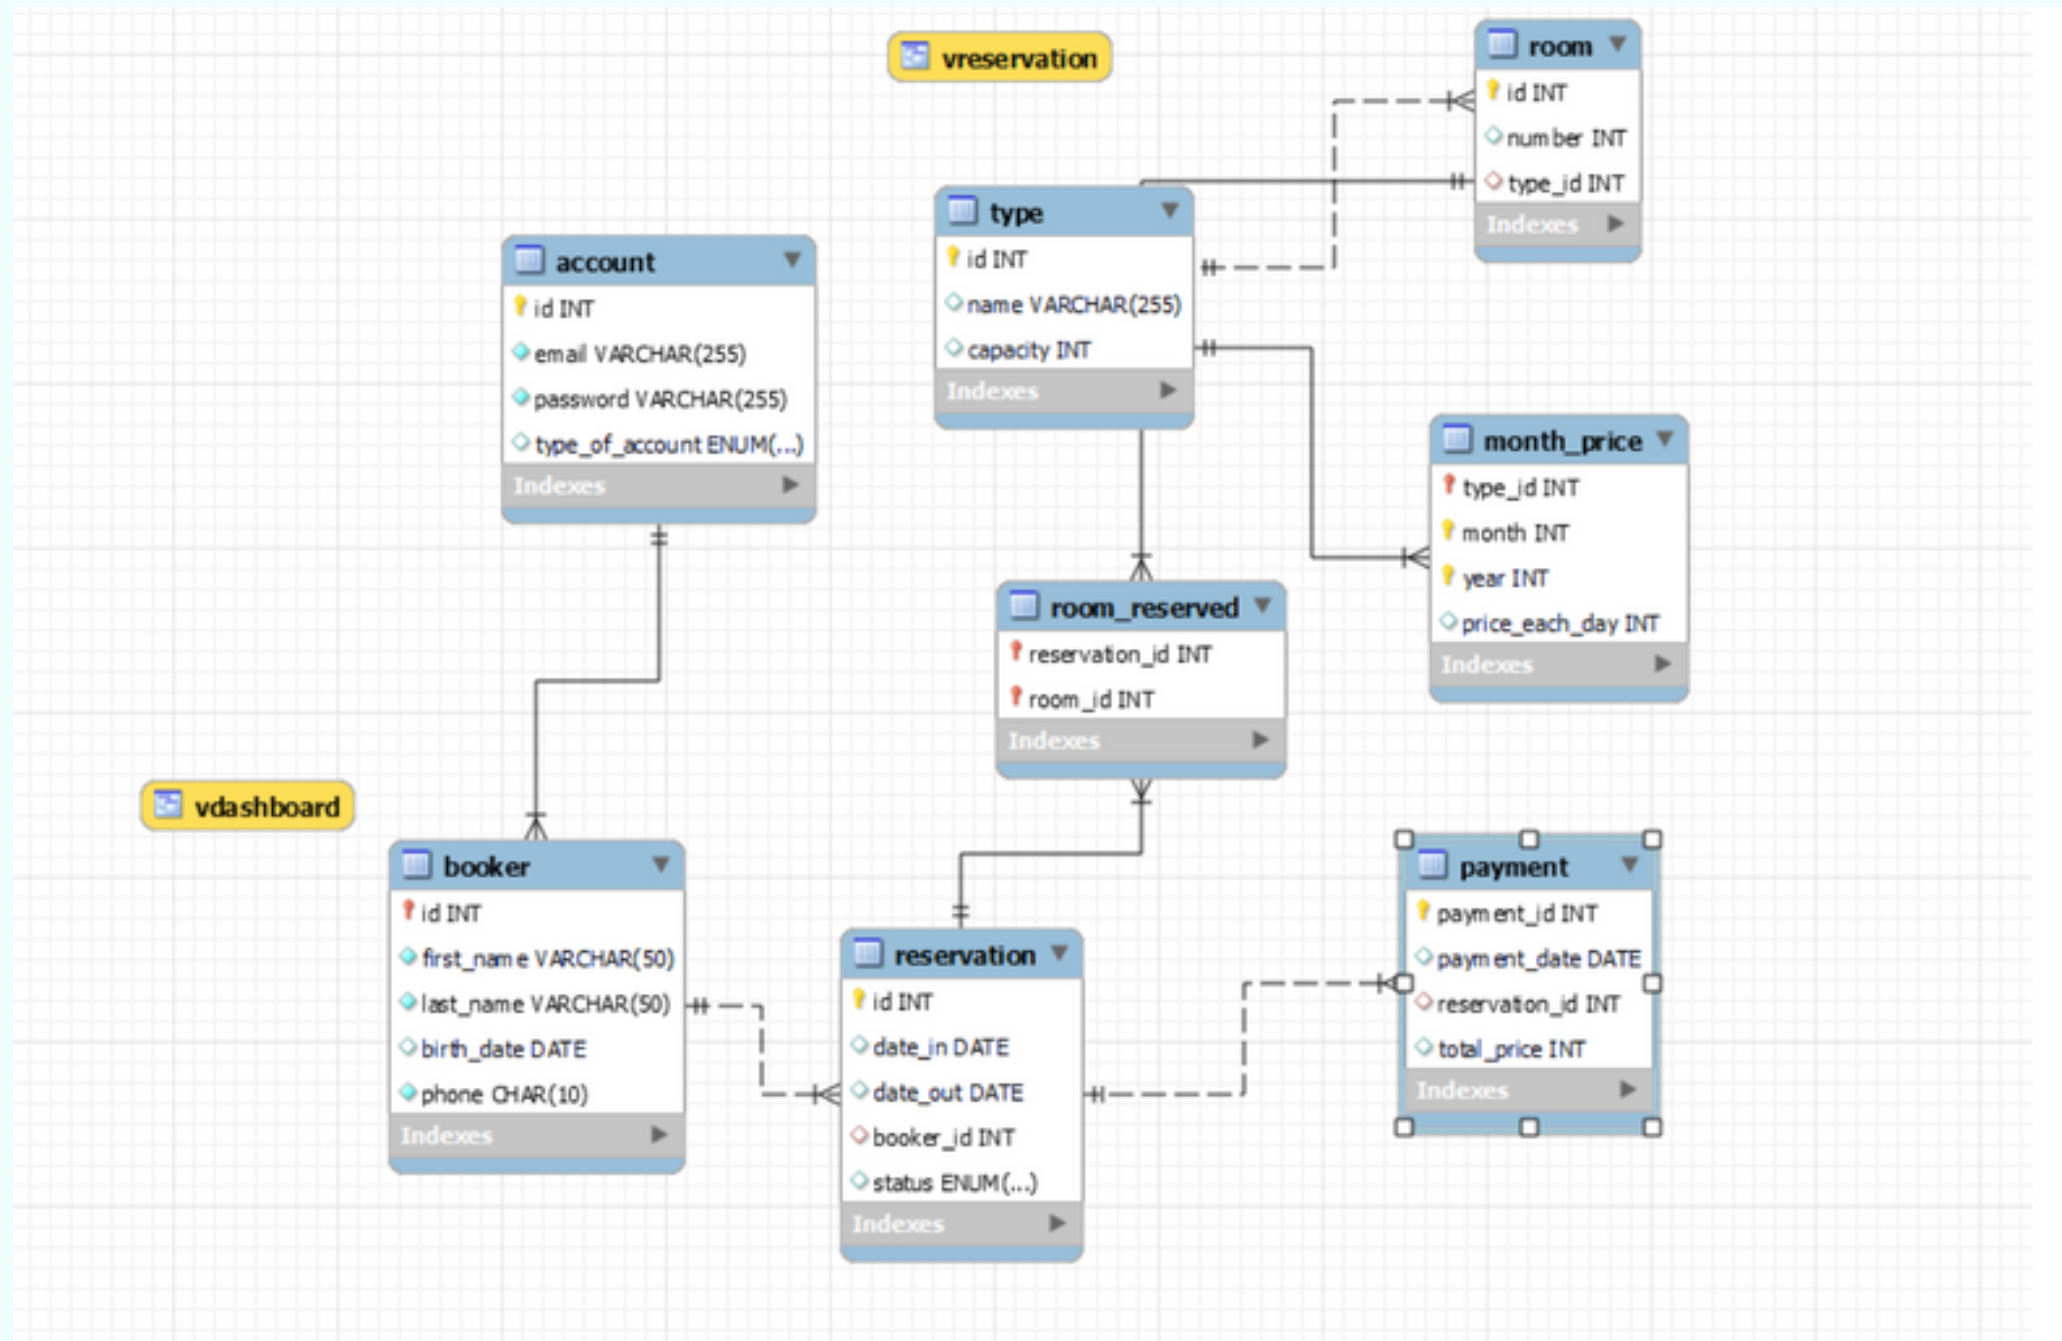 vreservation
room
id INT
number INT
type_id INT
Indexes
type
id INT
name VARCHAR(255)
capacity INT
Indexes
account
id INT
email VARCHAR(255)
password VARCHAR(255)
type_of_account ENUM(...)
Indexes
month_price
type_id INT
month INT
year INT
price_each_day INT
Indexes
room_reserved
reservation_id INT
room_id INT
Indexes
vdashboard
booker
id INT
first_name VARCHAR(50)
last_name VARCHAR(50)
birth_date DATE
phone CHAR(10)
Indexes
reservation
id INT
date_in DATE
date_out DATE
booker_id INT
status ENUM(...)
Indexes
payment
payment_id INT
payment_date DATE
reservation_id INT
total_price INT
Indexes